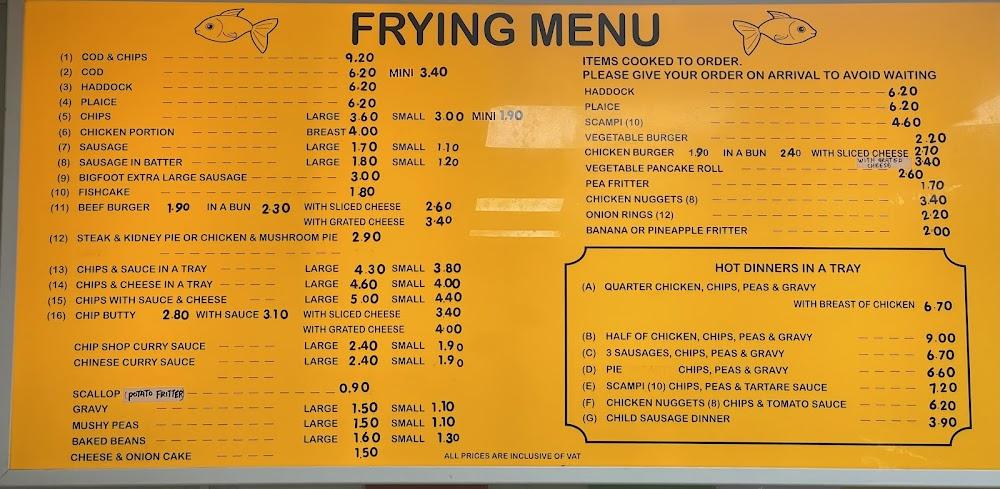 FRYING MENU
(1) COD & CHIPS 9.20
(2) COD 6.20 MINI 3.40
(3) HADDOCK 6.20
(4) PLAICE 6.20
(5) CHIPS LARGE 3.60 SMALL 3.00 MINI 1.90
(6) CHICKEN PORTION BREAST 4.00
(7) SAUSAGE LARGE 1.70 SMALL 1.10
(8) SAUSAGE IN BATTER LARGE 1.80 SMALL 1.20
(9) BIGFOOT EXTRA LARGE SAUSAGE 3.00
(10) FISHCAKE 1.80
(11) BEEF BURGER 1.90 IN A BUN 2.30 WITH SLICED CHEESE 2.60
WITH GRATED CHEESE 3.40
(12) STEAK & KIDNEY PIE OR CHICKEN & MUSHROOM PIE 2.90
(13) CHIPS & SAUCE IN A TRAY LARGE 4.30 SMALL 3.80
(14) CHIPS & CHEESE IN A TRAY LARGE 4.60 SMALL 4.00
(15) CHIPS WITH SAUCE & CHEESE LARGE 5.00 SMALL 4.40
(16) CHIP BUTTY 2.80 WITH SAUCE 3.10 WITH SLICED CHEESE 3.40
WITH GRATED CHEESE 4.00
CHIP SHOP CURRY SAUCE LARGE 2.40 SMALL 1.90
CHINESE CURRY SAUCE LARGE 2.40 SMALL 1.90
SCALLOP (POTATO FRITTER) 0.90
GRAVY LARGE 1.50 SMALL 1.10
MUSHY PEAS LARGE 1.50 SMALL 1.10
BAKED BEANS LARGE 1.60 SMALL 1.30
CHEESE & ONION CAKE 1.50
ALL PRICES ARE INCLUSIVE OF VAT
ITEMS COOKED TO ORDER.
PLEASE GIVE YOUR ORDER ON ARRIVAL TO AVOID WAITING
HADDOCK 6.20
PLAICE 6.20
SCAMPI (10) 4.60
VEGETABLE BURGER 2.20
CHICKEN BURGER 1.90 IN A BUN 2.40 WITH SLICED CHEESE 2.70
WITH GRATED CHEESE 3.40
VEGETABLE PANCAKE ROLL 2.60
PEA FRITTER 1.70
CHICKEN NUGGETS (8) 3.40
ONION RINGS (12) 2.20
BANANA OR PINEAPPLE FRITTER 2.00
HOT DINNERS IN A TRAY
(A) QUARTER CHICKEN, CHIPS, PEAS & GRAVY
WITH BREAST OF CHICKEN 6.70
(B) HALF OF CHICKEN, CHIPS, PEAS & GRAVY 9.00
(C) 3 SAUSAGES, CHIPS, PEAS & GRAVY 6.70
(D) PIE CHIPS, PEAS & GRAVY 6.60
(E) SCAMPI (10) CHIPS, PEAS & TARTARE SAUCE 7.20
(F) CHICKEN NUGGETS (8) CHIPS & TOMATO SAUCE 6.20
(G) CHILD SAUSAGE DINNER 3.90